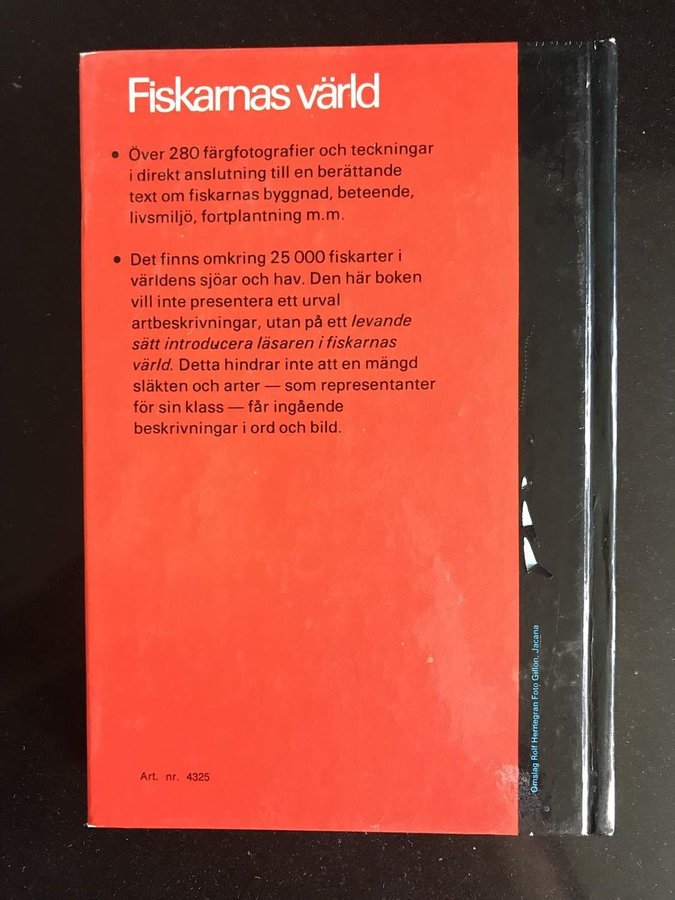 Fiskarnas värld
• Över 280 färgfotografier och teckningar
i direkt anslutning till en berättande
text om fiskarnas byggnad, beteende,
livsmiljö, fortplantning m.m.
• Det finns omkring 25 000 fiskarter i
världens sjöar och hav. Den här boken
vill inte presentera ett urval
artbeskrivningar, utan på ett levande
sätt introducera läsaren i fiskarnas
värld. Detta hindrar inte att en mängd
släkten och arter — som representanter
för sin klass — får ingående
beskrivningar i ord och bild.
Art. nr. 4325
Omslag Rolf Hernegran Foto Gillon, Jacana